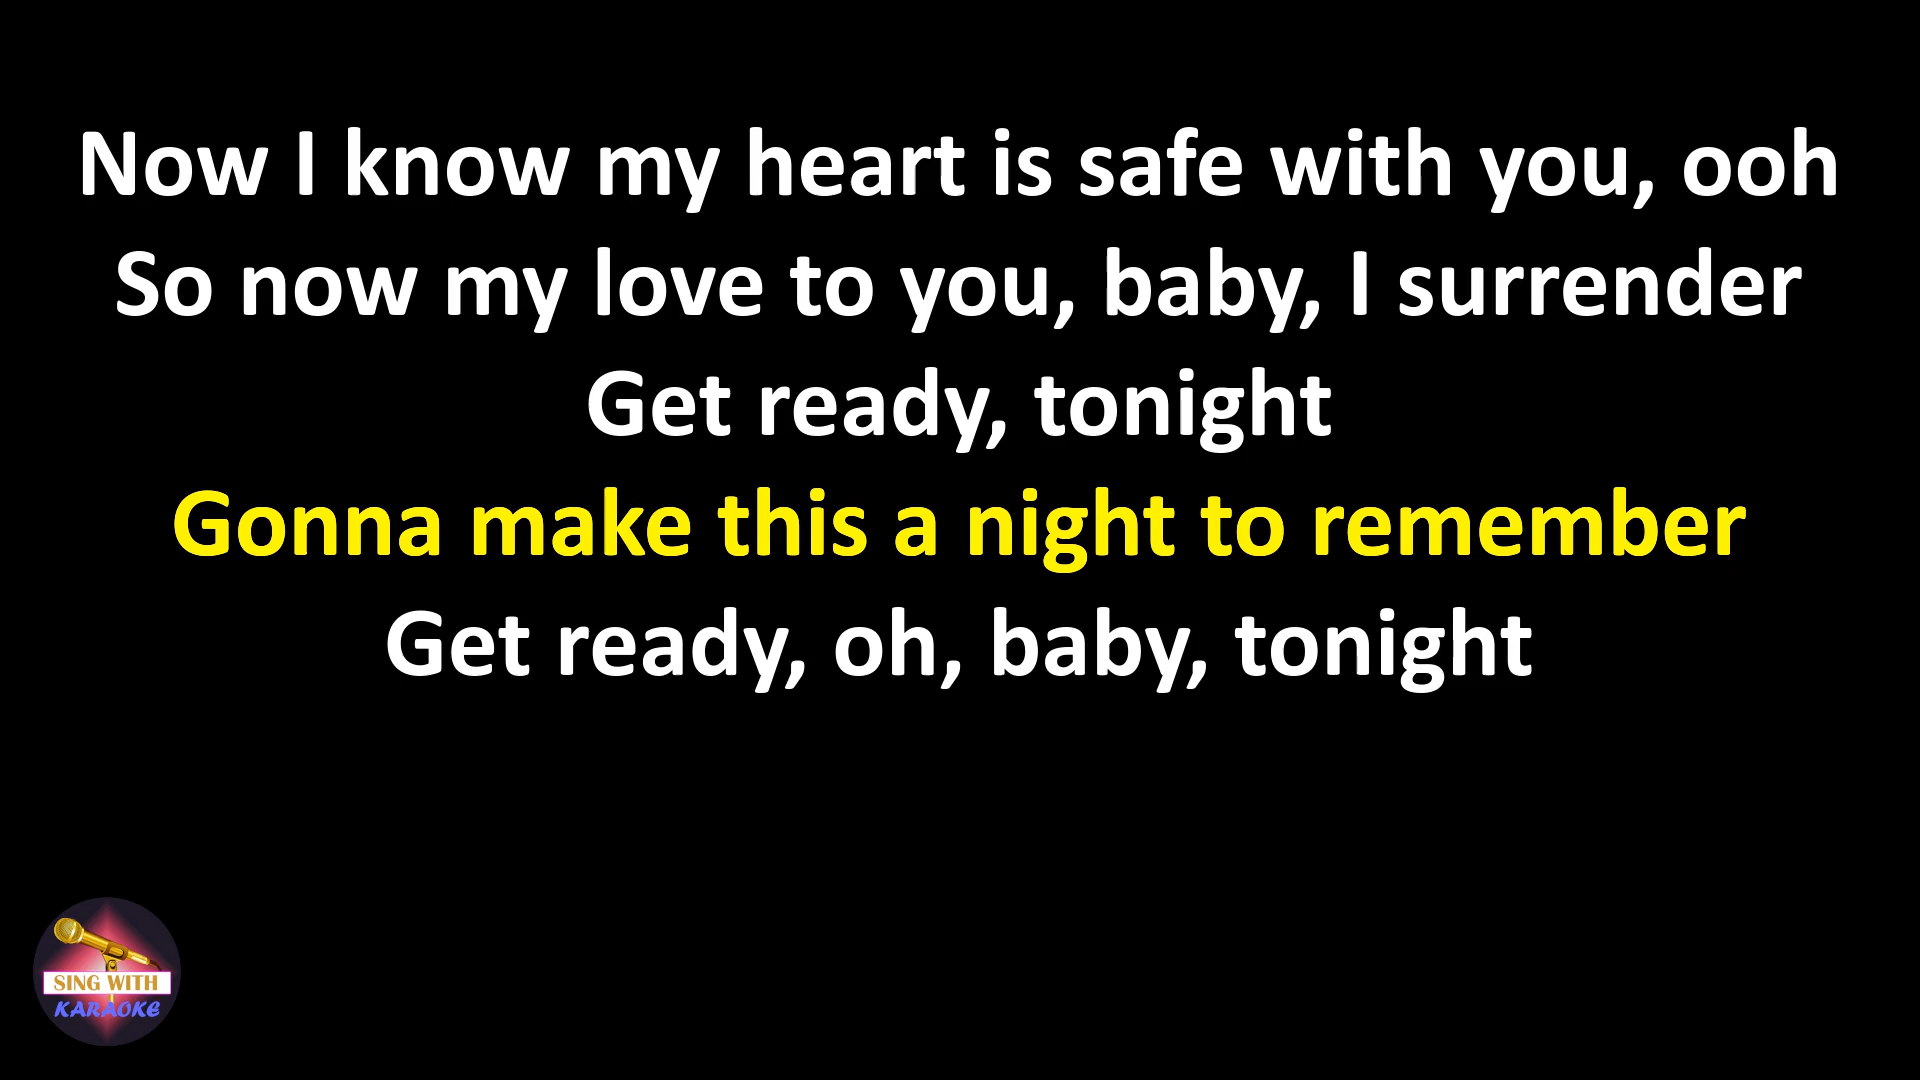 Now I know my heart is safe with you, ooh
So now my love to you, baby, I surrender
Get ready, tonight
Gonna make this a night to remember
Get ready, oh, baby, tonight
SING WITH
KARAOKE